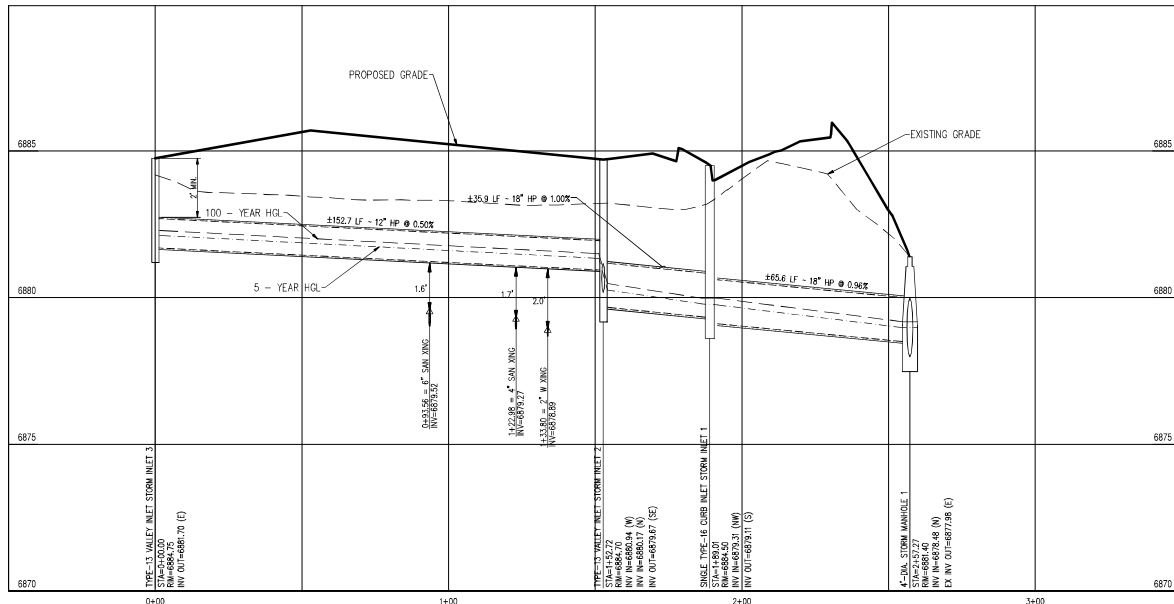 PROPOSED GRADE
EXISTING GRADE
6885
6885
2' MIN.
±35.9 LF ~ 18" HP @ 1.00%
100 - YEAR HGL
±152.7 LF ~ 12" HP @ 0.50%
±65.6 LF ~ 18" HP @ 0.96%
5 - YEAR HGL
6880
6880
1.6'
1.7'
2.0'
0+93.56 = 6" SAN XING
INV=6879.52
1+22.98 = 4" SAN XING
INV=6879.27
1+33.80 = 2" W XING
INV=6878.89
6875
6875
TYPE-13 VALLEY INLET STORM INLET 3
STA=0+00.00
RIM=6884.75
INV OUT=6881.70 (E)
TYPE-13 VALLEY INLET STORM INLET 2
STA=1+52.72
RIM=6884.70
INV IN=6880.94 (W)
INV IN=6880.17 (N)
INV OUT=6879.67 (SE)
SINGLE TYPE-16 CURB INLET STORM INLET 1
STA=1+89.01
RIM=6884.50
INV IN=6879.31 (NW)
INV OUT=6879.11 (S)
4'-DIA. STORM MANHOLE 1
STA=2+57.27
RIM=6881.40
INV IN=6878.48 (N)
EX INV OUT=6877.98 (E)
6870
6870
0+00
1+00
2+00
3+00